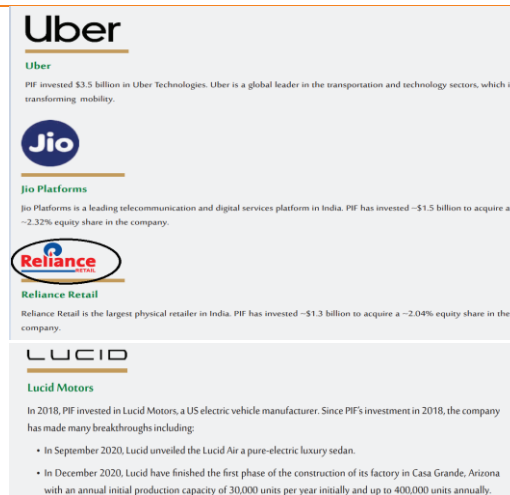 Uber
Uber
PIF invested $3.5 billion in Uber Technologies. Uber is a global leader in the transportation and technology sectors, which i
transforming mobility.
Jio
Jio Platforms
Jio Platforms is a leading telecommunication and digital services platform in India. PIF has invested ~$1.5 billion to acquire a
~2.32% equity share in the company.
Reliance
RETAIL
Reliance Retail
Reliance Retail is the largest physical retailer in India. PIF has invested ~$1.3 billion to acquire a ~2.04% equity share in the
company.
LUCID
Lucid Motors
In 2018, PIF invested in Lucid Motors, a US electric vehicle manufacturer. Since PIF's investment in 2018, the company
has made many breakthroughs including:
• In September 2020, Lucid unveiled the Lucid Air a pure-electric luxury sedan.
• In December 2020, Lucid have finished the first phase of the construction of its factory in Casa Grande, Arizona
with an annual initial production capacity of 30,000 units per year initially and up to 400,000 units annually.